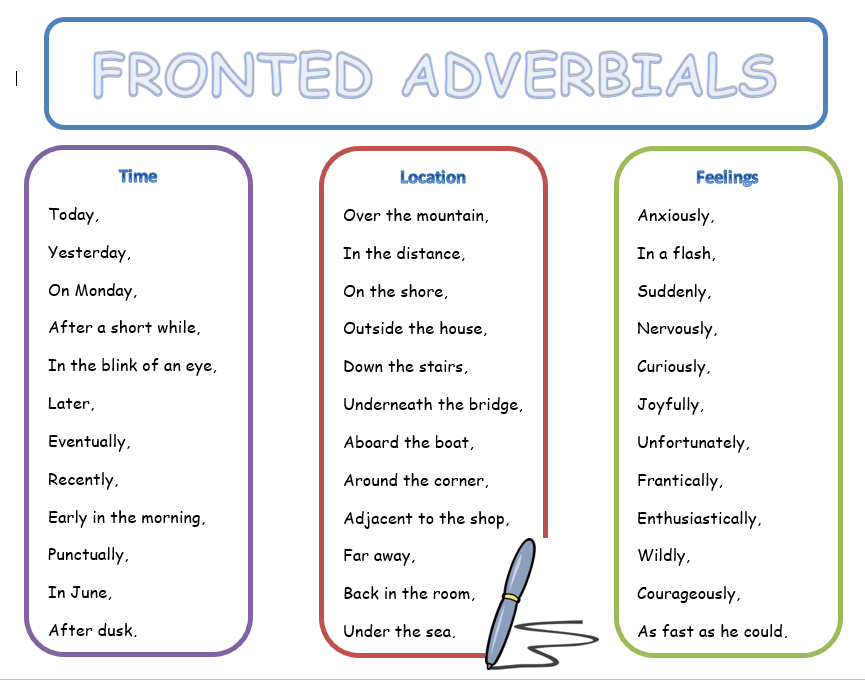 FRONTED ADVERBIALS
Time
Today,
Yesterday,
On Monday,
After a short while,
In the blink of an eye,
Later,
Eventually,
Recently,
Early in the morning,
Punctually,
In June,
After dusk.
Location
Over the mountain,
In the distance,
On the shore,
Outside the house,
Down the stairs,
Underneath the bridge,
Aboard the boat,
Around the corner,
Adjacent to the shop,
Far away,
Back in the room,
Under the sea.
Feelings
Anxiously,
In a flash,
Suddenly,
Nervously,
Curiously,
Joyfully,
Unfortunately,
Frantically,
Enthusiastically,
Wildly,
Courageously,
As fast as he could.